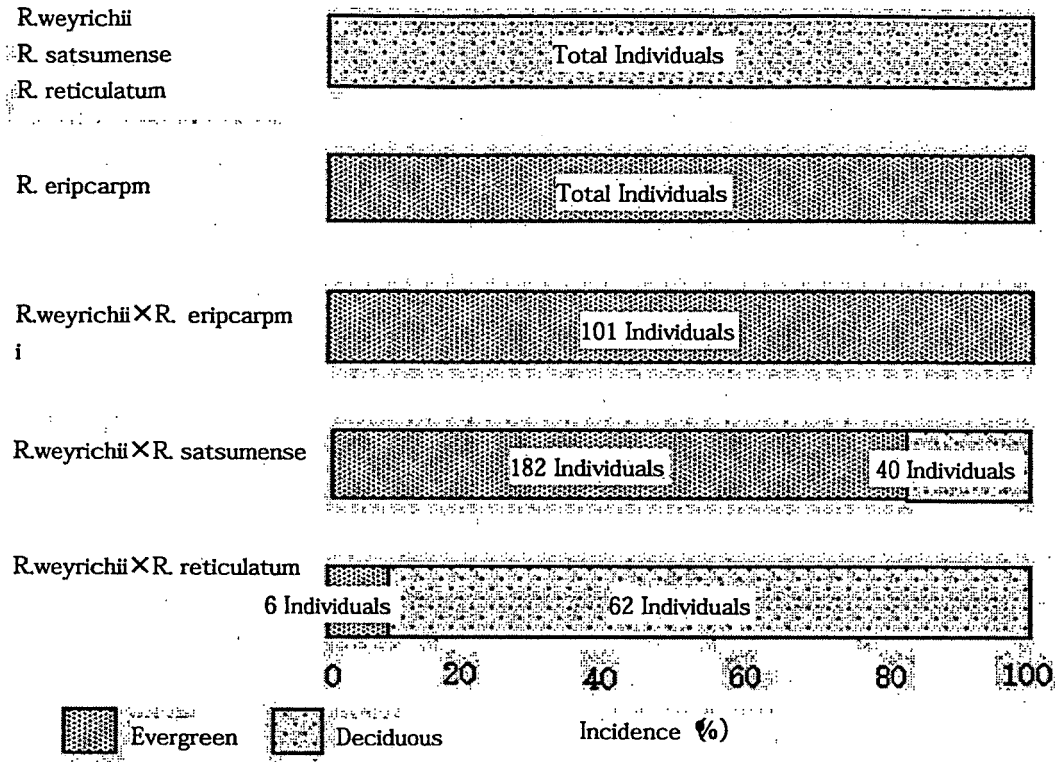 R.weyrichii
R. satsumense
R. reticulatum
Total Individuals
R. eripcarpm
Total Individuals
R.weyrichii×R. eripcarpm
i
101 Individuals
R.weyrichii×R. satsumense
182 Individuals
40 Individuals
R.weyrichii×R. reticulatum
6 Individuals
62 Individuals
0 20 40 60 80 100
Evergreen
Deciduous
Incidence (%)